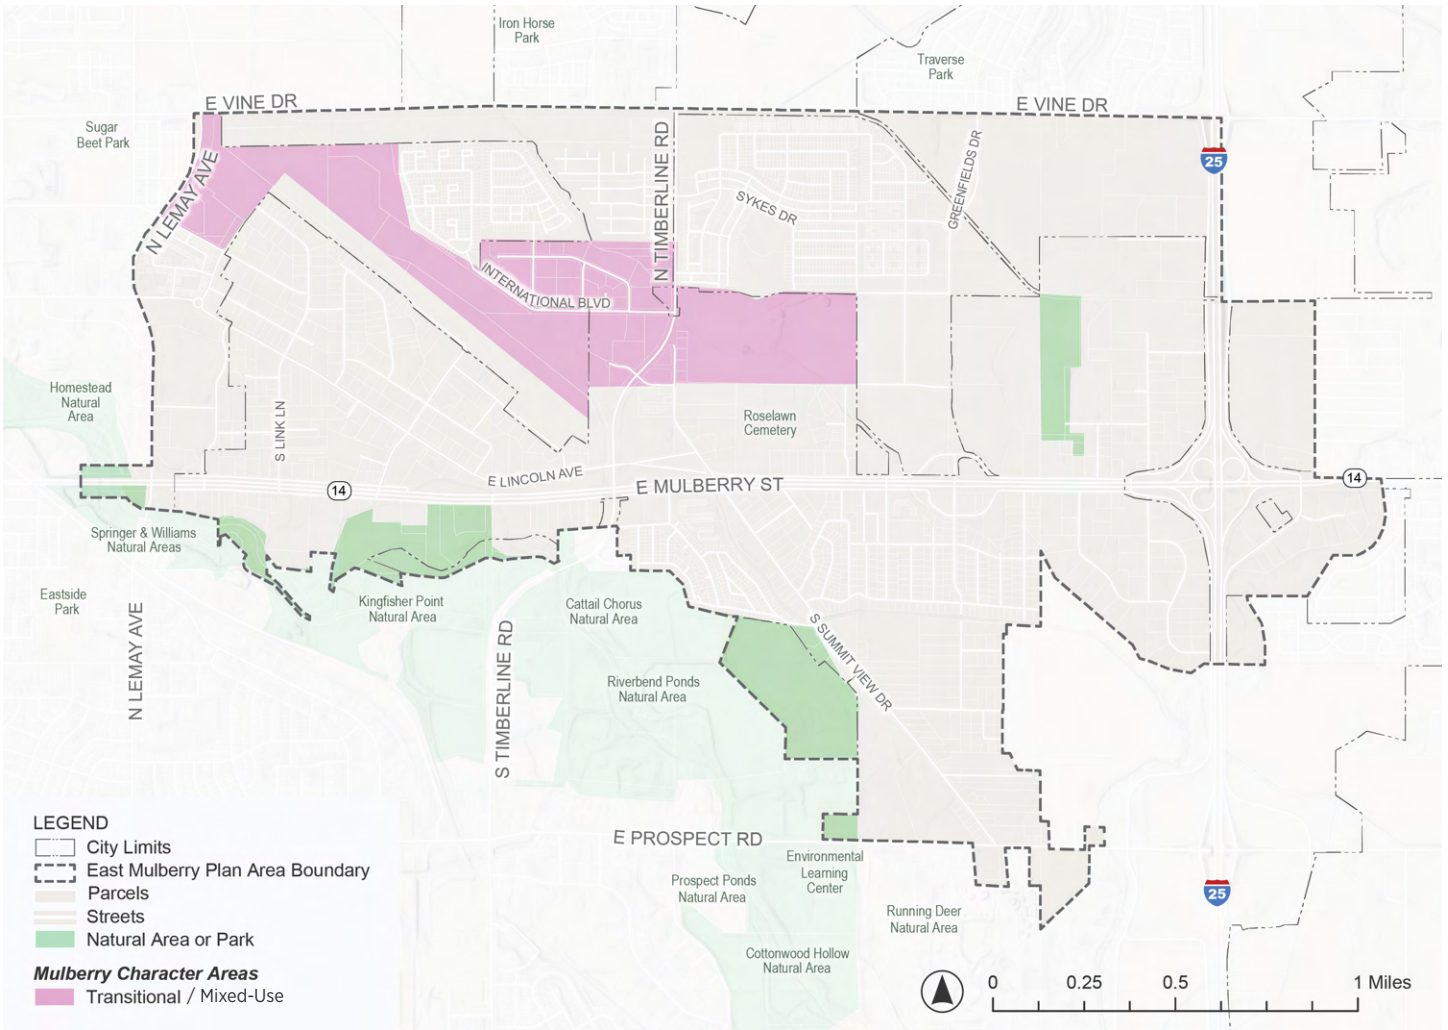 Iron Horse
Park
Traverse
Park
E VINE DR
E VINE DR
Sugar
Beet Park
N LEMAY AVE
N TIMBERLINE RD
SYKES DR
GREENFIELDS DR
25
INTERNATIONAL BLVD
Homestead
Natural
Area
S LINK LN
Roselawn
Cemetery
E LINCOLN AVE
E MULBERRY ST
14
14
Springer & Williams
Natural Areas
Eastside
Park
Kingfisher Point
Natural Area
Cattail Chorus
Natural Area
N LEMAY AVE
S TIMBERLINE RD
Riverbend Ponds
Natural Area
S SUMMIT VIEW DR
E PROSPECT RD
Environmental
Learning
Center
Prospect Ponds
Natural Area
Running Deer
Natural Area
Cottonwood Hollow
Natural Area
25
LEGEND
City Limits
East Mulberry Plan Area Boundary
Parcels
Streets
Natural Area or Park
Mulberry Character Areas
Transitional / Mixed-Use
0 0.25 0.5 1 Miles